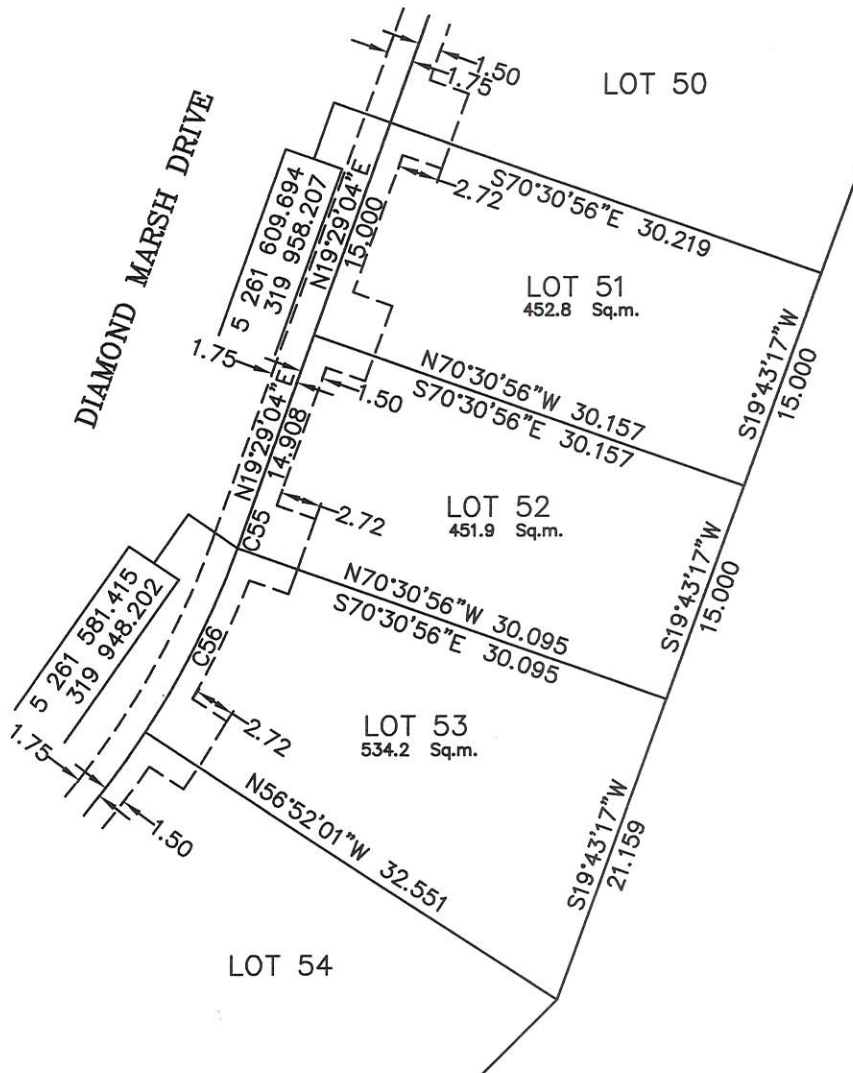 LOT 50
1.50
1.75
DIAMOND MARSH DRIVE
5 261 609.694
319 958.207
N19°29'04"E
15.000
2.72
S70°30'56"E 30.219
LOT 51
452.8 Sq.m.
S19°43'17"W
15.000
1.75
1.50
N70°30'56"W 30.157
S70°30'56"E 30.157
N19°29'04"E
14.908
2.72
LOT 52
451.9 Sq.m.
S19°43'17"W
15.000
C55
N70°30'56"W 30.095
S70°30'56"E 30.095
5 261 581.415
319 948.202
C56
2.72
LOT 53
534.2 Sq.m.
1.75
1.50
N56°52'01"W 32.551
S19°43'17"W
21.159
LOT 54